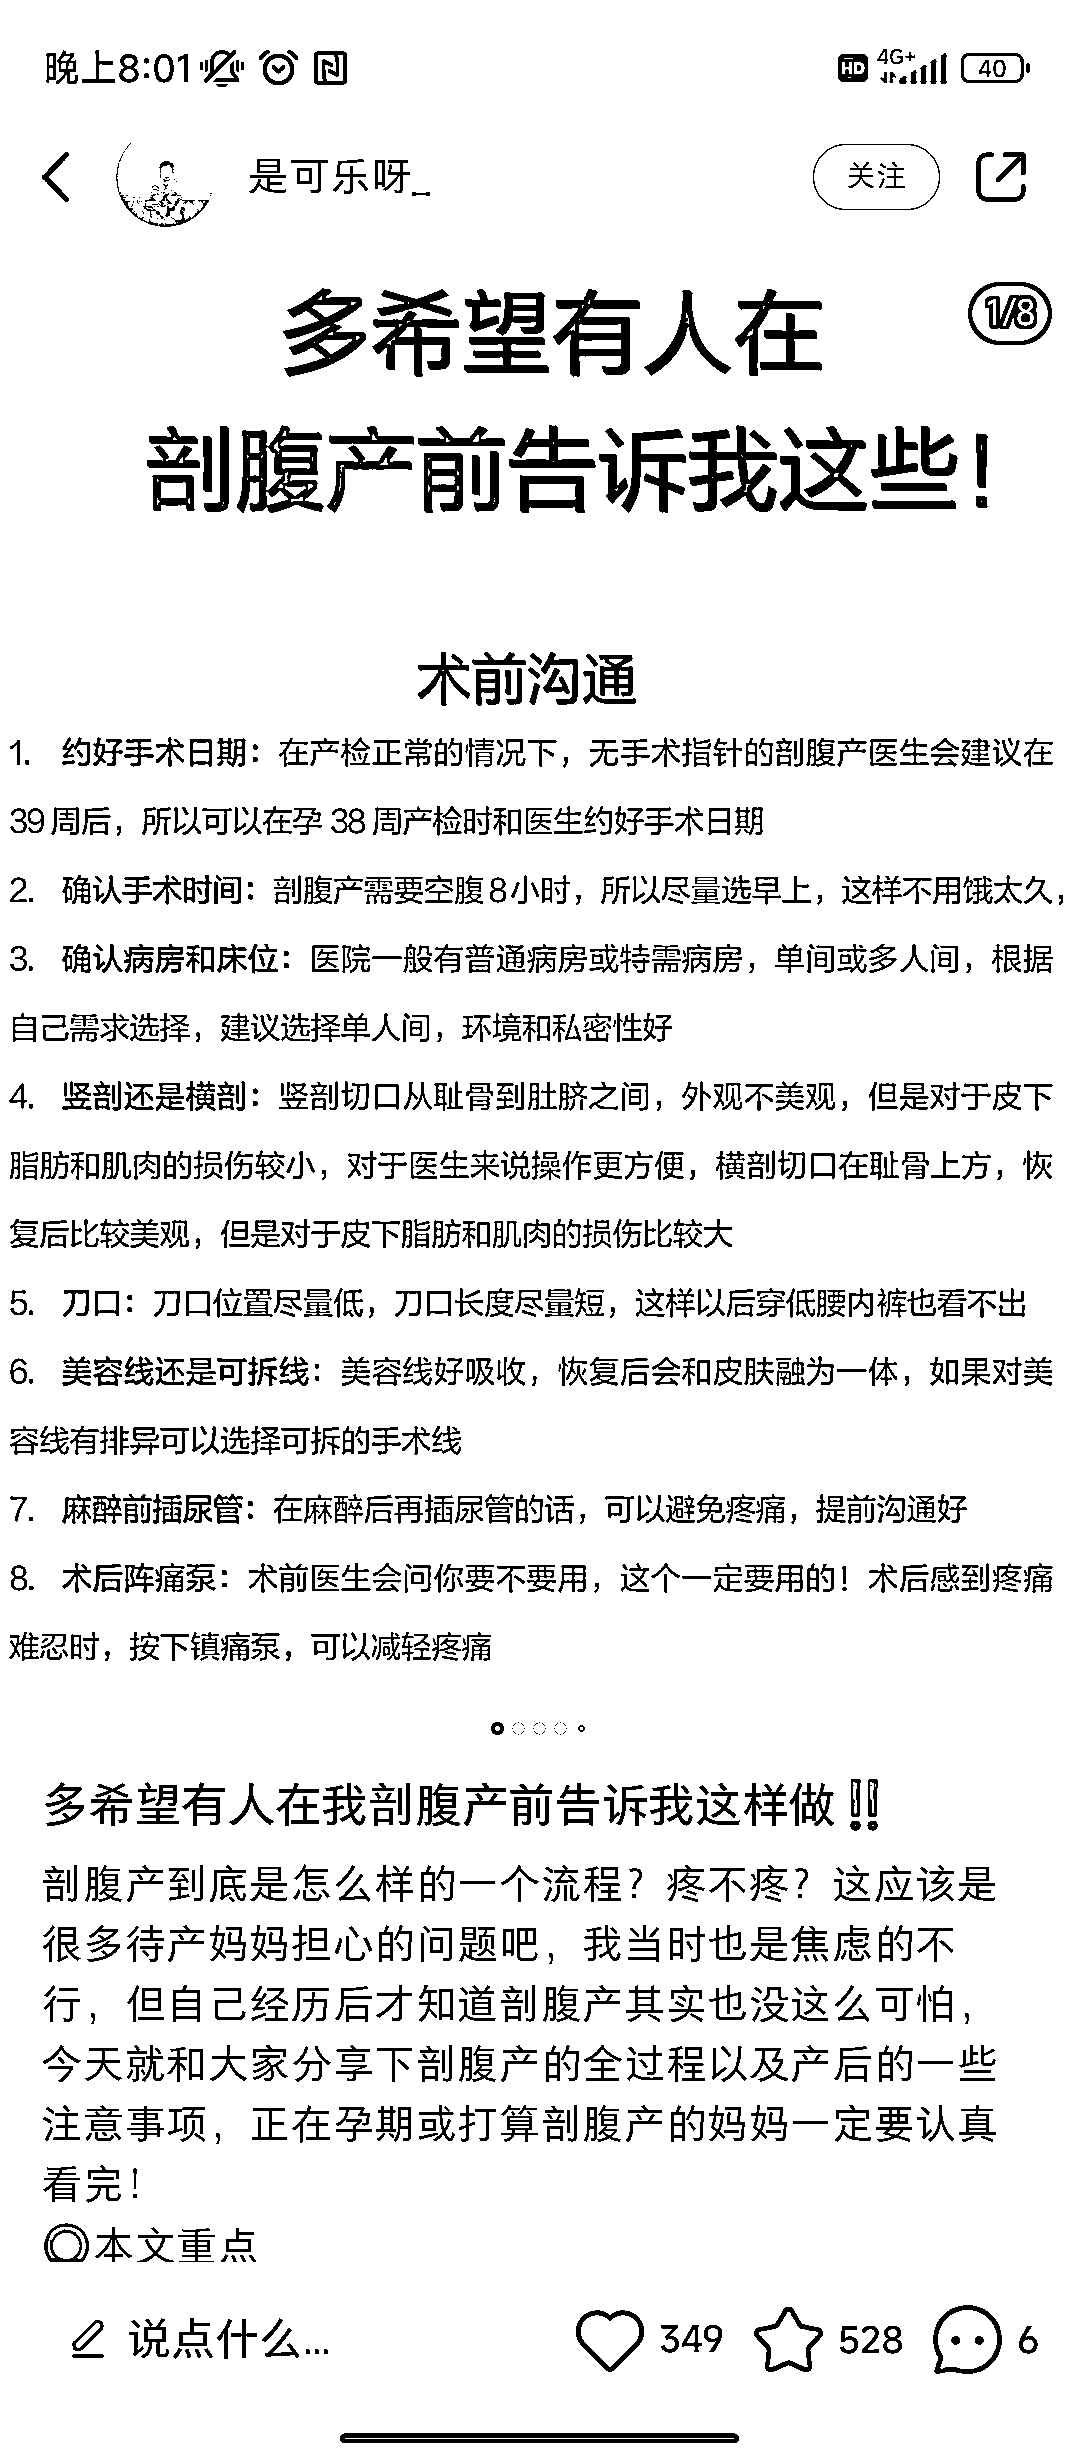 晚上8:01
HD 4G+ 40
是可乐呀_
关注
多希望有人在
1/8
剖腹产前告诉我这些！
术前沟通
1. 约好手术日期：在产检正常的情况下，无手术指针的剖腹产医生会建议在
39周后，所以可以在孕 38 周产检时和医生约好手术日期
2. 确认手术时间：剖腹产需要空腹8小时，所以尽量选早上，这样不用饿太久，
3. 确认病房和床位：医院一般有普通病房或特需病房，单间或多人间，根据
自己需求选择，建议选择单人间，环境和私密性好
4. 竖剖还是横剖：竖剖切口从耻骨到肚脐之间，外观不美观，但是对于皮下
脂肪和肌肉的损伤较小，对于医生来说操作更方便，横剖切口在耻骨上方，恢
复后比较美观，但是对于皮下脂肪和肌肉的损伤比较大
5. 刀口：刀口位置尽量低，刀口长度尽量短，这样以后穿低腰内裤也看不出
6. 美容线还是可拆线：美容线好吸收，恢复后会和皮肤融为一体，如果对美
容线有排异可以选择可拆的手术线
7. 麻醉前插尿管：在麻醉后再插尿管的话，可以避免疼痛，提前沟通好
8. 术后阵痛泵：术前医生会问你要不要用，这个一定要用的！术后感到疼痛
难忍时，按下镇痛泵，可以减轻疼痛
多希望有人在我剖腹产前告诉我这样做‼️
剖腹产到底是怎么样的一个流程？疼不疼？这应该是
很多待产妈妈担心的问题吧，我当时也是焦虑的不
行，但自己经历后才知道剖腹产其实也没这么可怕，
今天就和大家分享下剖腹产的全过程以及产后的一些
注意事项，正在孕期或打算剖腹产的妈妈一定要认真
看完！
本文重点
说点什么...
349
528
6